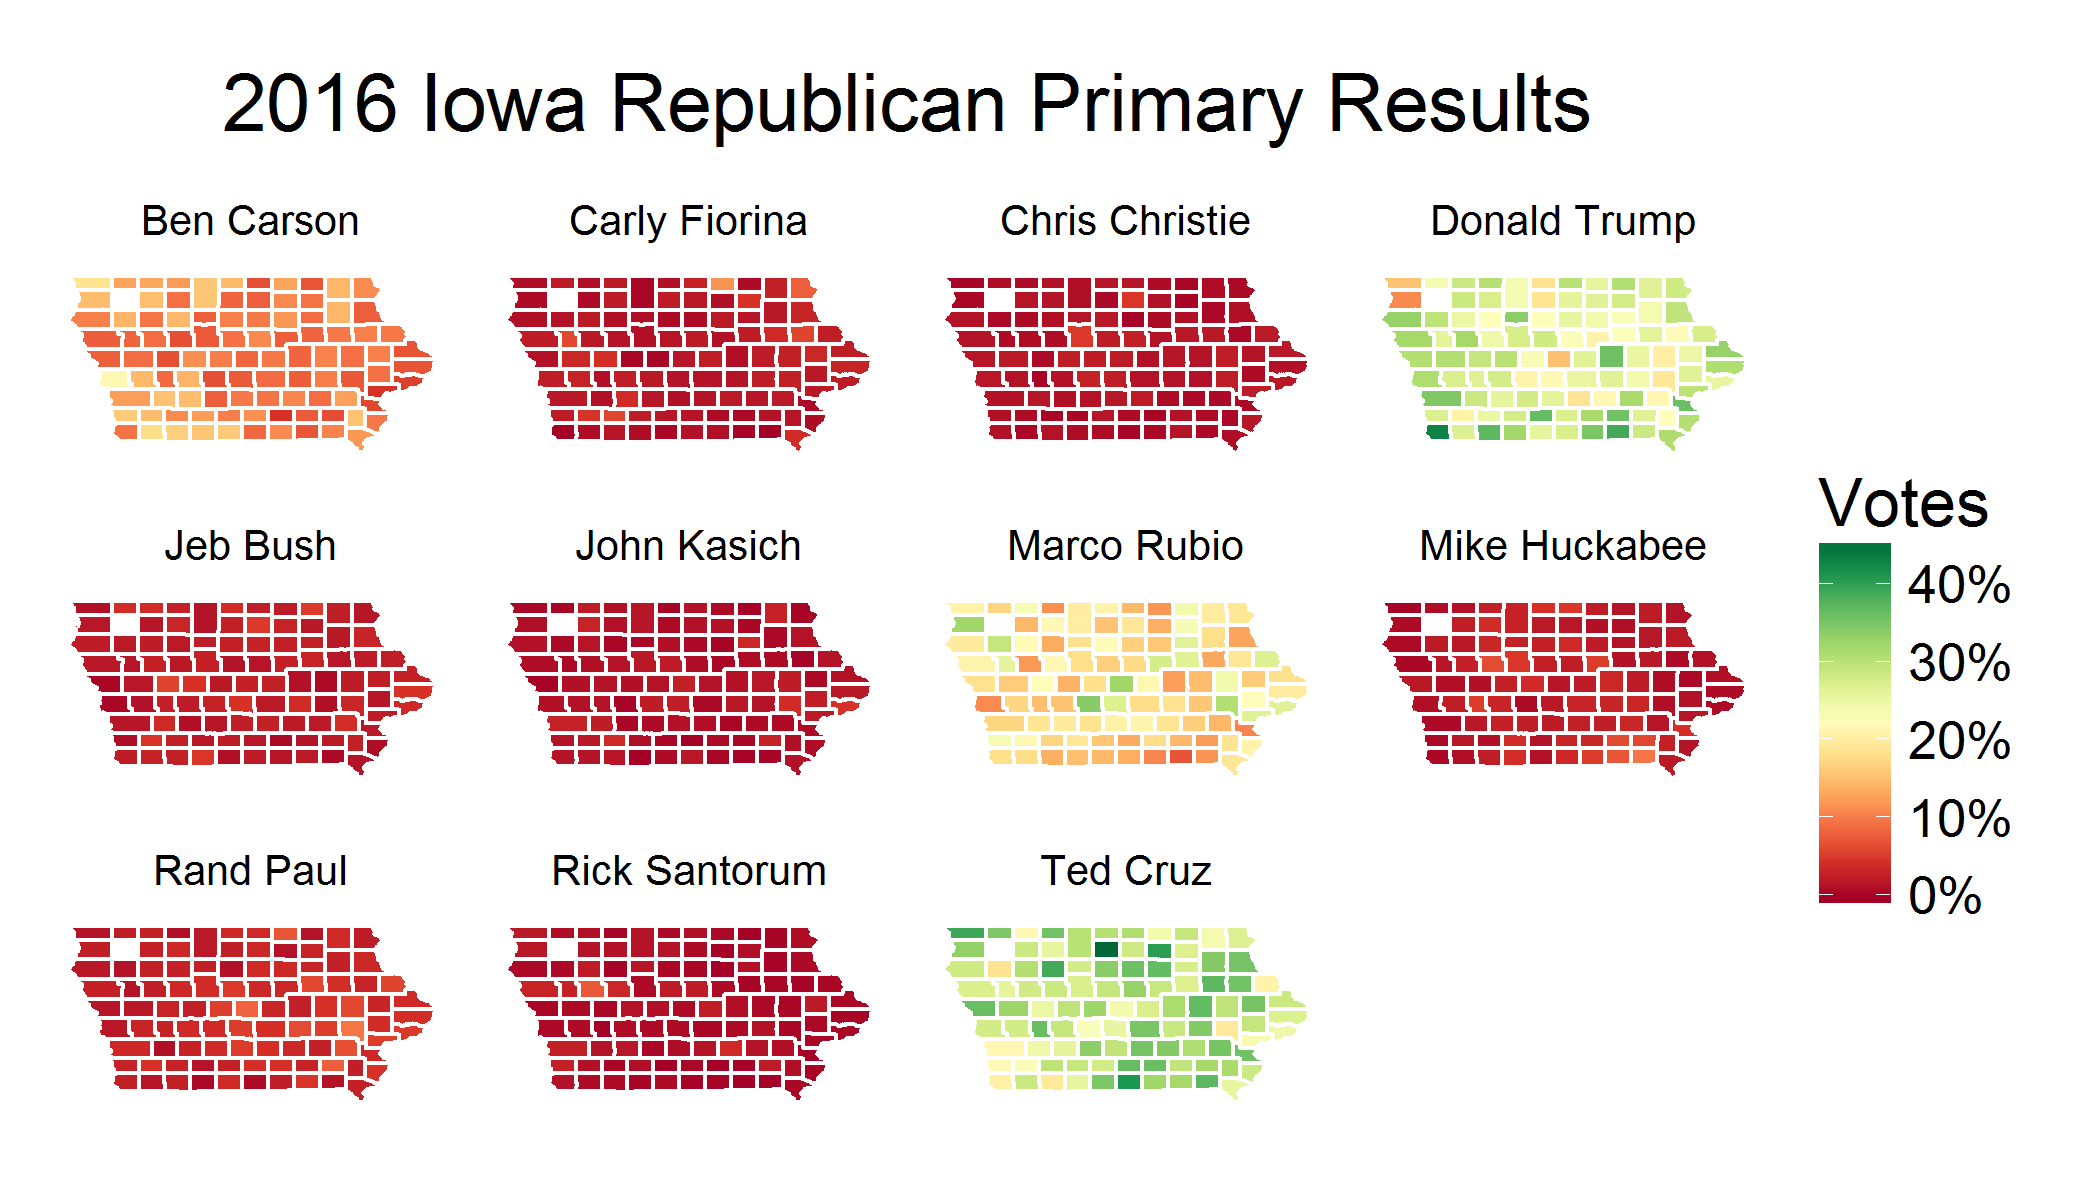 2016 Iowa Republican Primary Results
Ben Carson
Carly Fiorina
Chris Christie
Donald Trump
Jeb Bush
John Kasich
Marco Rubio
Mike Huckabee
Rand Paul
Rick Santorum
Ted Cruz
Votes
40%
30%
20%
10%
0%